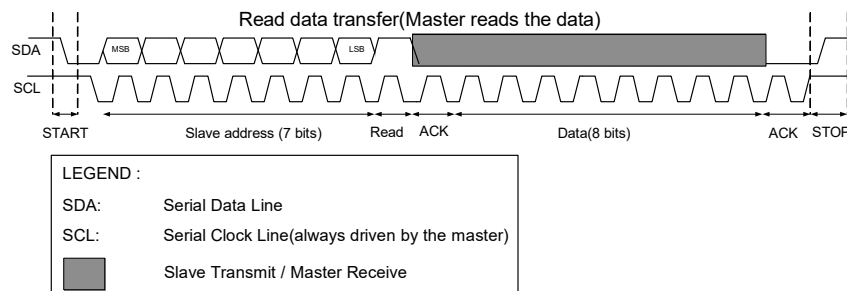 Read data transfer(Master reads the data)
SDA
MSB
LSB
SCL
START
Slave address (7 bits)
Read
ACK
Data(8 bits)
ACK
STOP
LEGEND :
SDA: Serial Data Line
SCL: Serial Clock Line(always driven by the master)
Slave Transmit / Master Receive